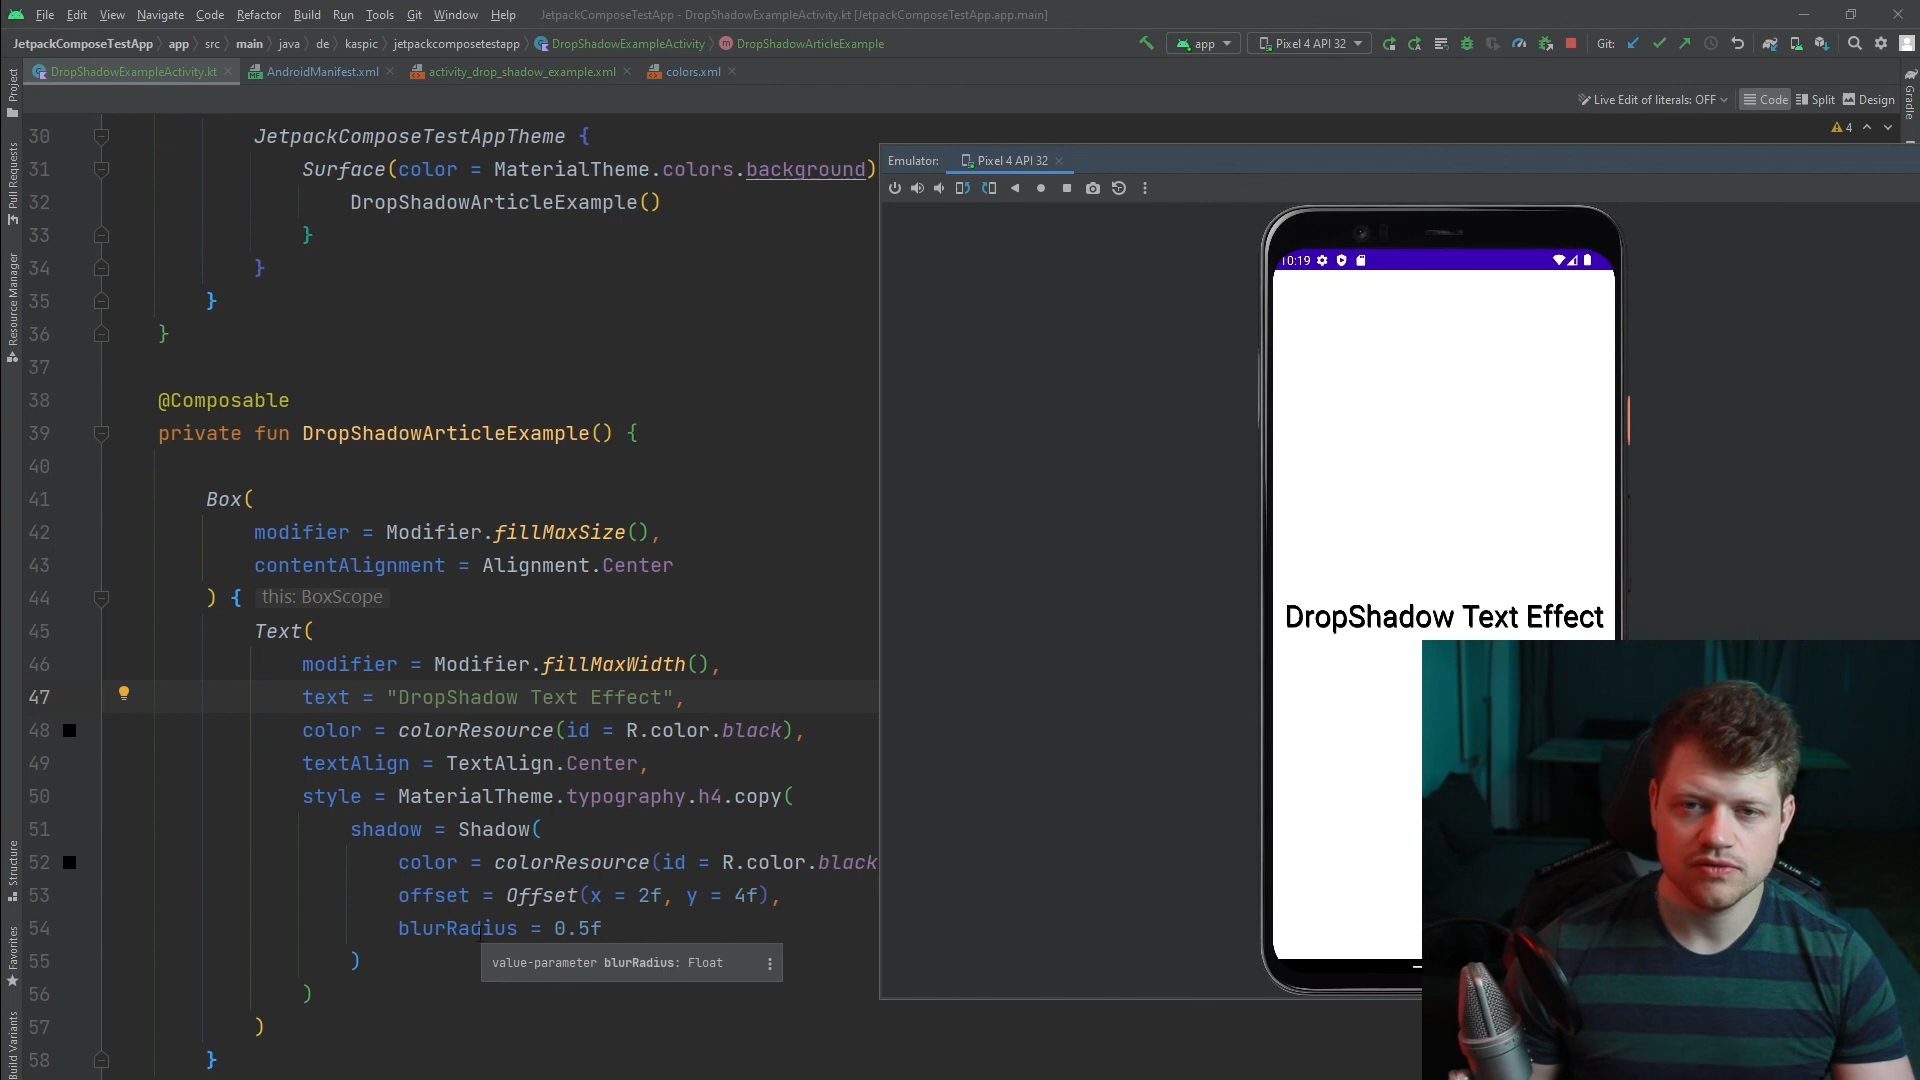 File Edit View Navigate Code Refactor Build Run Tools Git Window Help JetpackComposeTestApp - DropShadowExampleActivity.kt [JetpackComposeTestApp.app.main]
JetpackComposeTestApp app src main java de kaspic jetpackcomposetestapp DropShadowExampleActivity DropShadowArticleExample app Pixel 4 API 32 Git:
DropShadowExampleActivity.kt AndroidManifest.xml activity_drop_shadow_example.xml colors.xml
Live Edit of literals: OFF Code Split Design
4
Project
Pull Requests
Resource Manager
Structure
Favorites
Build Variants
Gradle
30 JetpackComposeTestAppTheme {
31 Surface(color = MaterialTheme.colors.background)
32 DropShadowArticleExample()
33 }
34 }
35 }
36 }
37
38 @Composable
39 private fun DropShadowArticleExample() {
40
41 Box(
42 modifier = Modifier.fillMaxSize(),
43 contentAlignment = Alignment.Center
44 ) { this: BoxScope
45 Text(
46 modifier = Modifier.fillMaxWidth(),
47 text = "DropShadow Text Effect",
48 color = colorResource(id = R.color.black),
49 textAlign = TextAlign.Center,
50 style = MaterialTheme.typography.h4.copy(
51 shadow = Shadow(
52 color = colorResource(id = R.color.black
53 offset = Offset(x = 2f, y = 4f),
54 blurRadius = 0.5f
55 )
value-parameter blurRadius: Float
56 )
57 )
58 }
Emulator: Pixel 4 API 32
10:19
DropShadow Text Effect